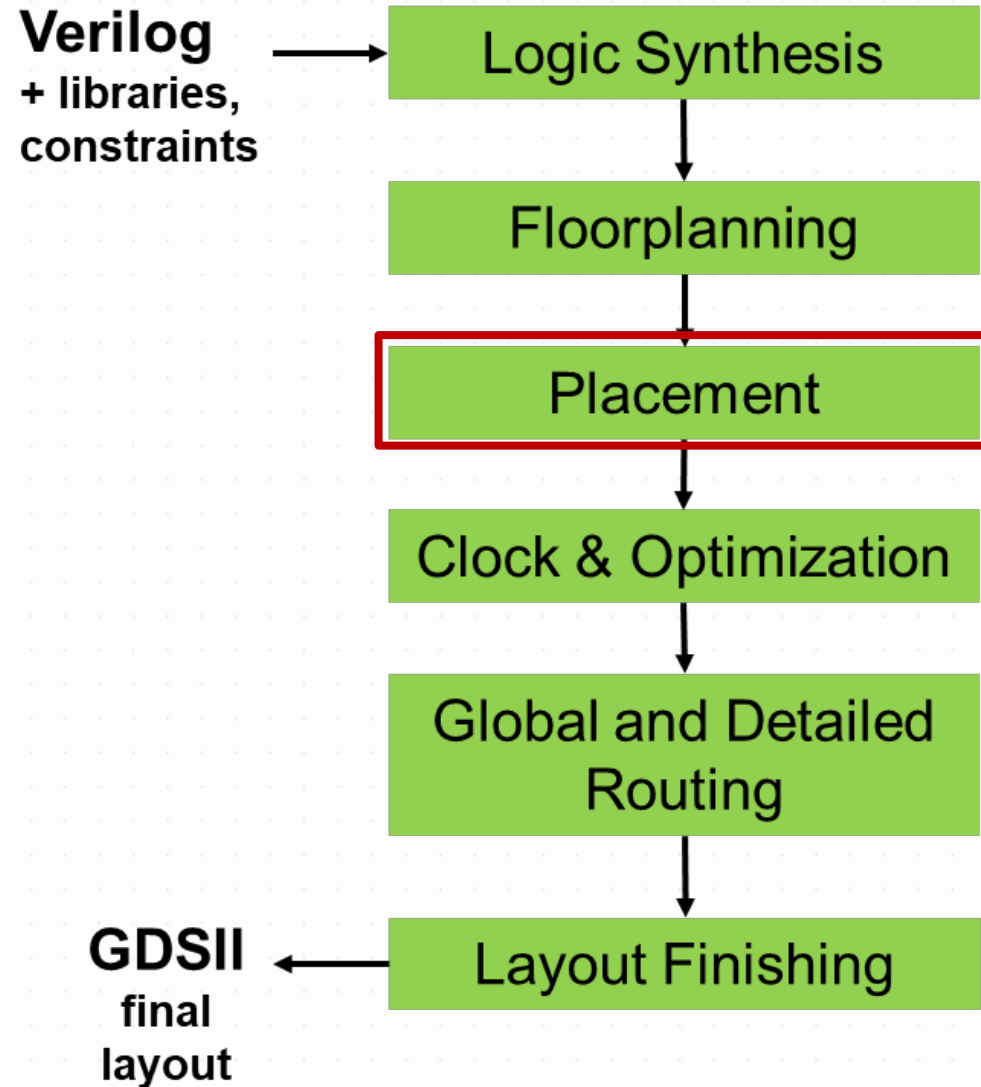 Verilog
+ libraries,
constraints
Logic Synthesis
Floorplanning
Placement
Clock & Optimization
Global and Detailed
Routing
Layout Finishing
GDSII
final
layout